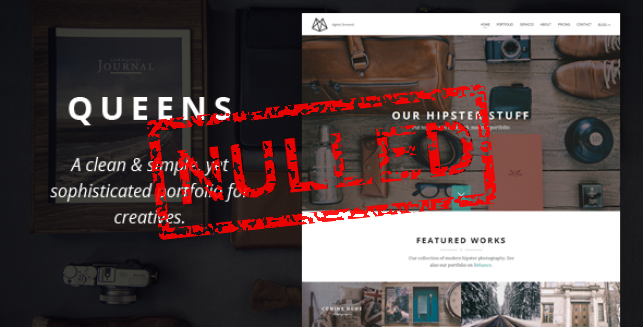 JOURNAL
QUEENS
A clean & simple, yet
sophisticated portfolio for
creatives.
NULLED
HOME PORTFOLIO SERVICES ABOUT PRICING CONTACT BLOG
OUR HIPSTER STUFF
FEATURED WORKS
Our collection of modern hipster photography. See
also our portfolio on Behance.
COMING HERE